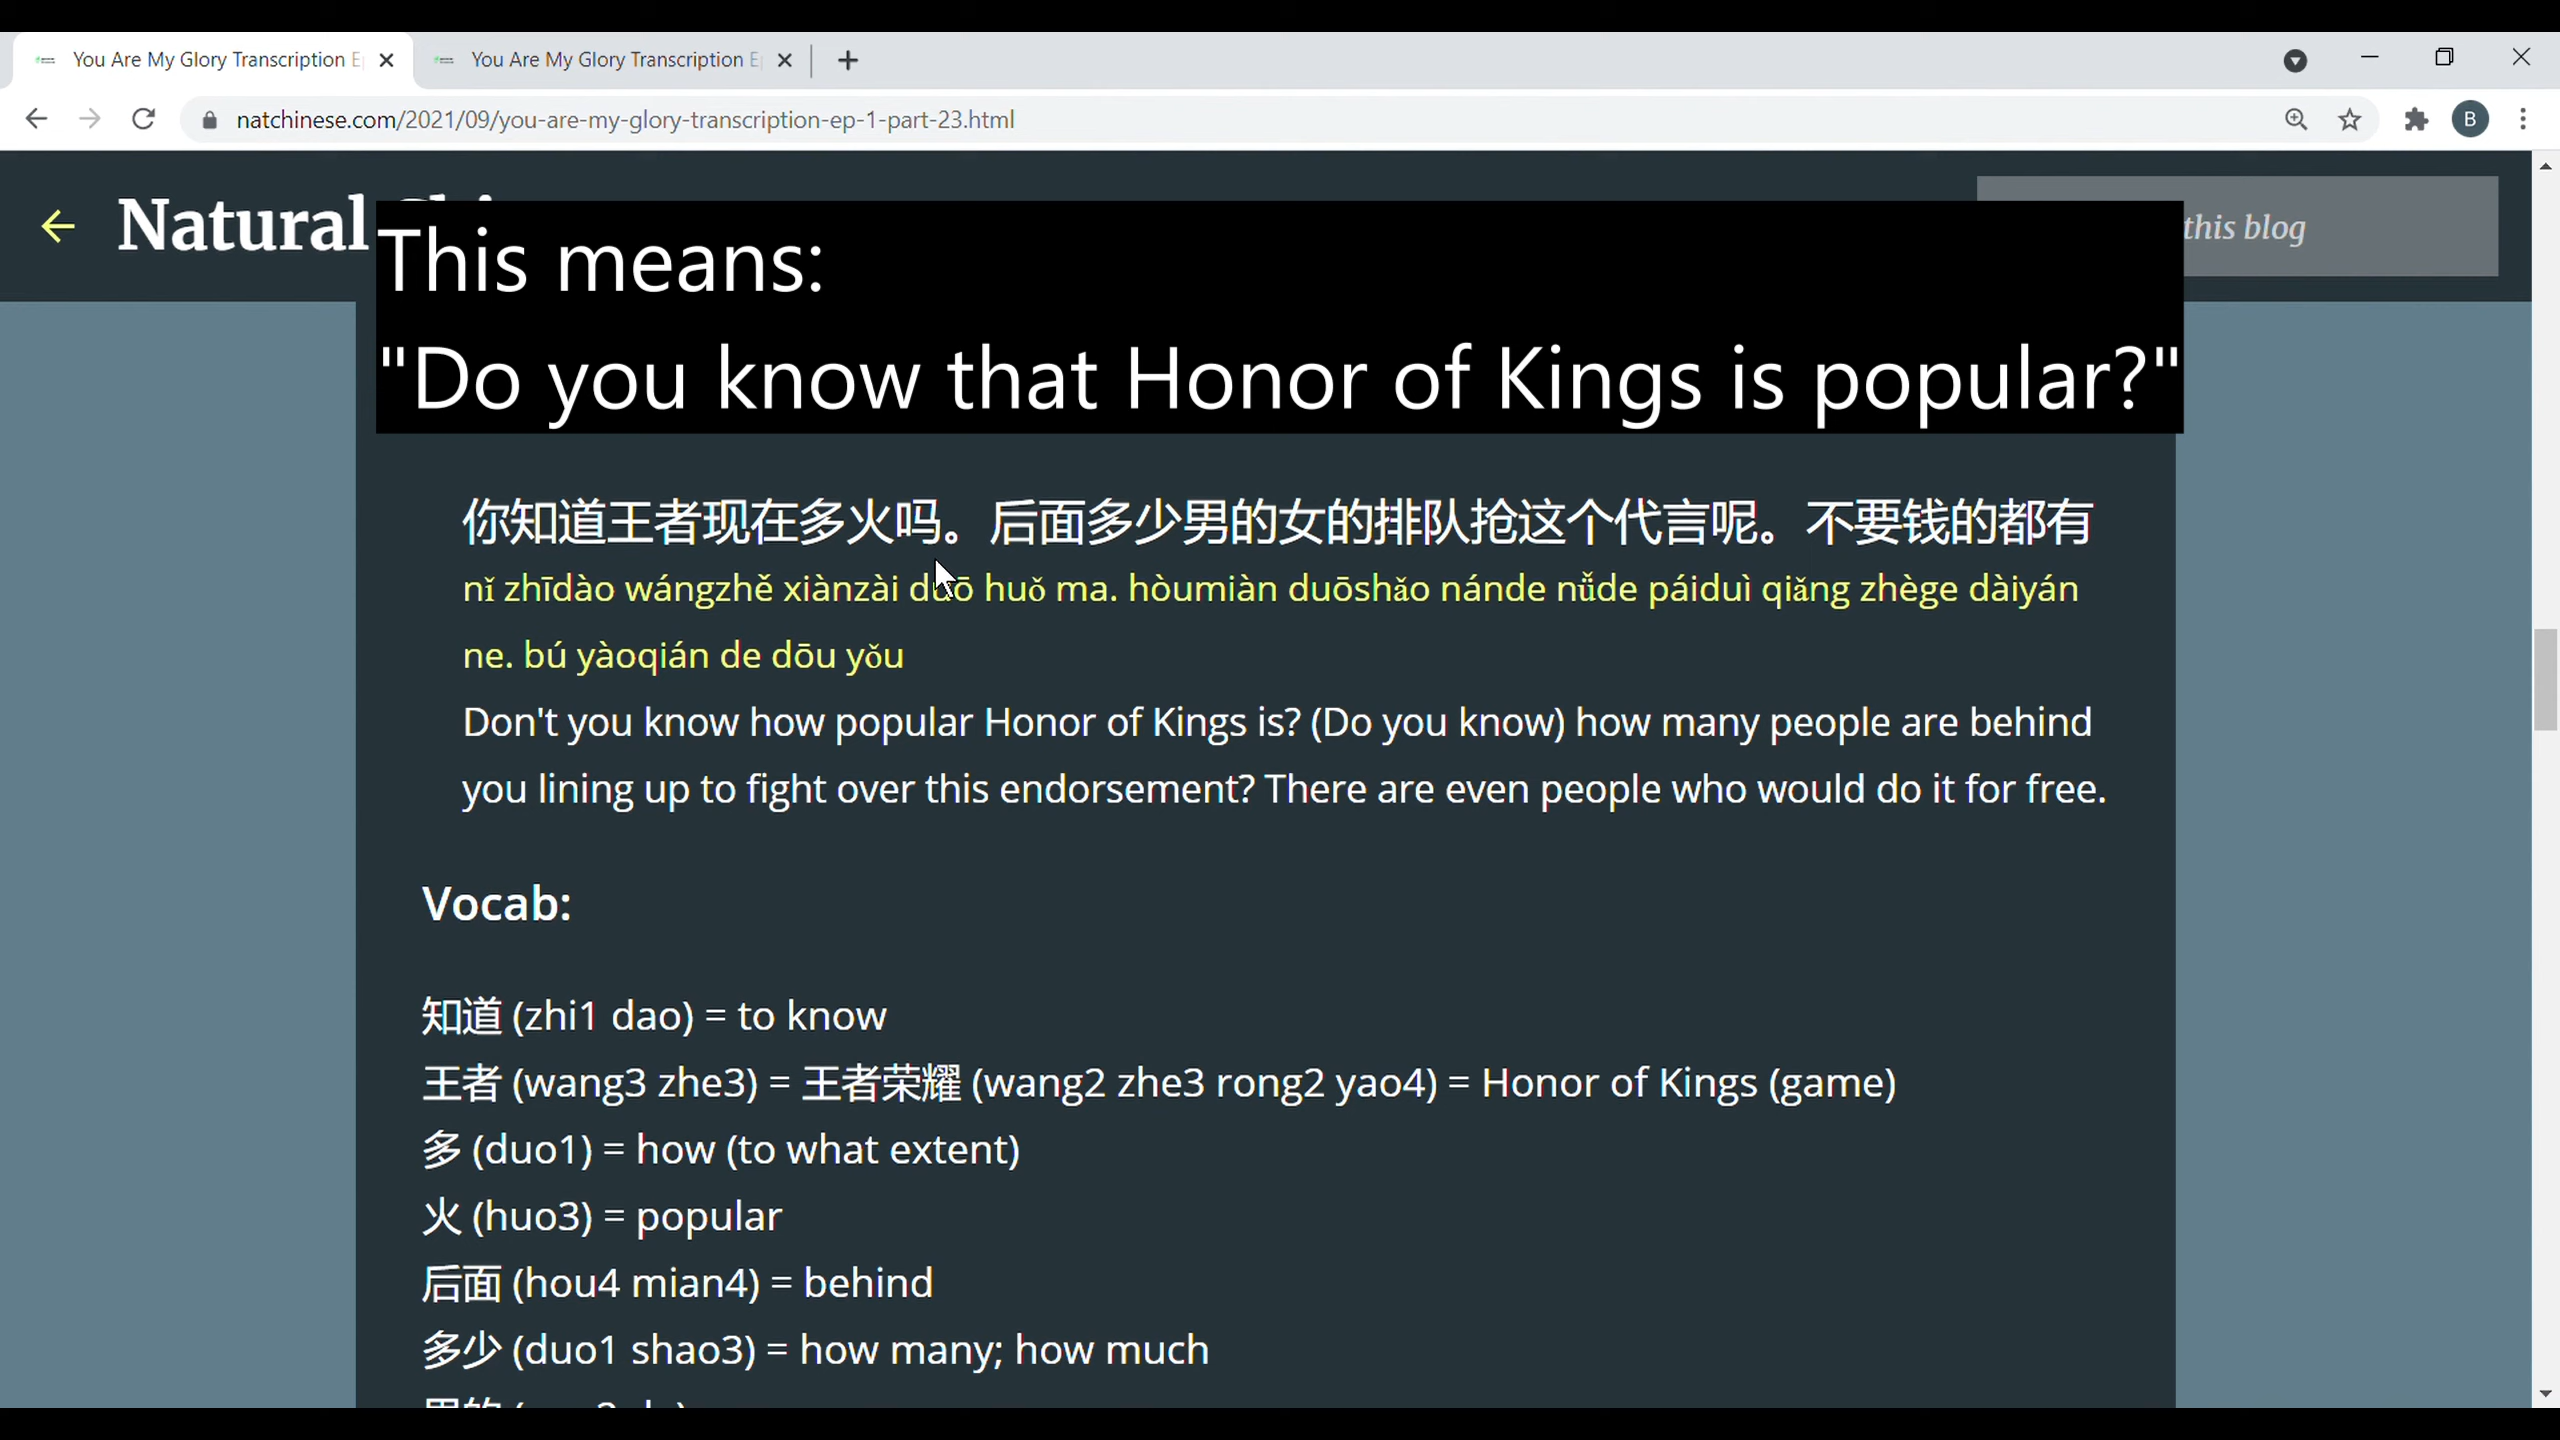 You Are My Glory Transcription E
You Are My Glory Transcription E
natchinese.com/2021/09/you-are-my-glory-transcription-ep-1-part-23.html
B
Natural
this blog
This means:
"Do you know that Honor of Kings is popular?"
你知道王者现在多火吗。后面多少男的女的排队抢这个代言呢。不要钱的都有
nǐ zhīdào wángzhě xiànzài duō huǒ ma. hòumiàn duōshǎo nánde nǚde páiduì qiǎng zhège dàiyán
ne. bú yàoqián de dōu yǒu
Don't you know how popular Honor of Kings is? (Do you know) how many people are behind
you lining up to fight over this endorsement? There are even people who would do it for free.
Vocab:
知道 (zhi1 dao) = to know
王者 (wang3 zhe3) = 王者荣耀 (wang2 zhe3 rong2 yao4) = Honor of Kings (game)
多 (duo1) = how (to what extent)
火 (huo3) = popular
后面 (hou4 mian4) = behind
多少 (duo1 shao3) = how many; how much